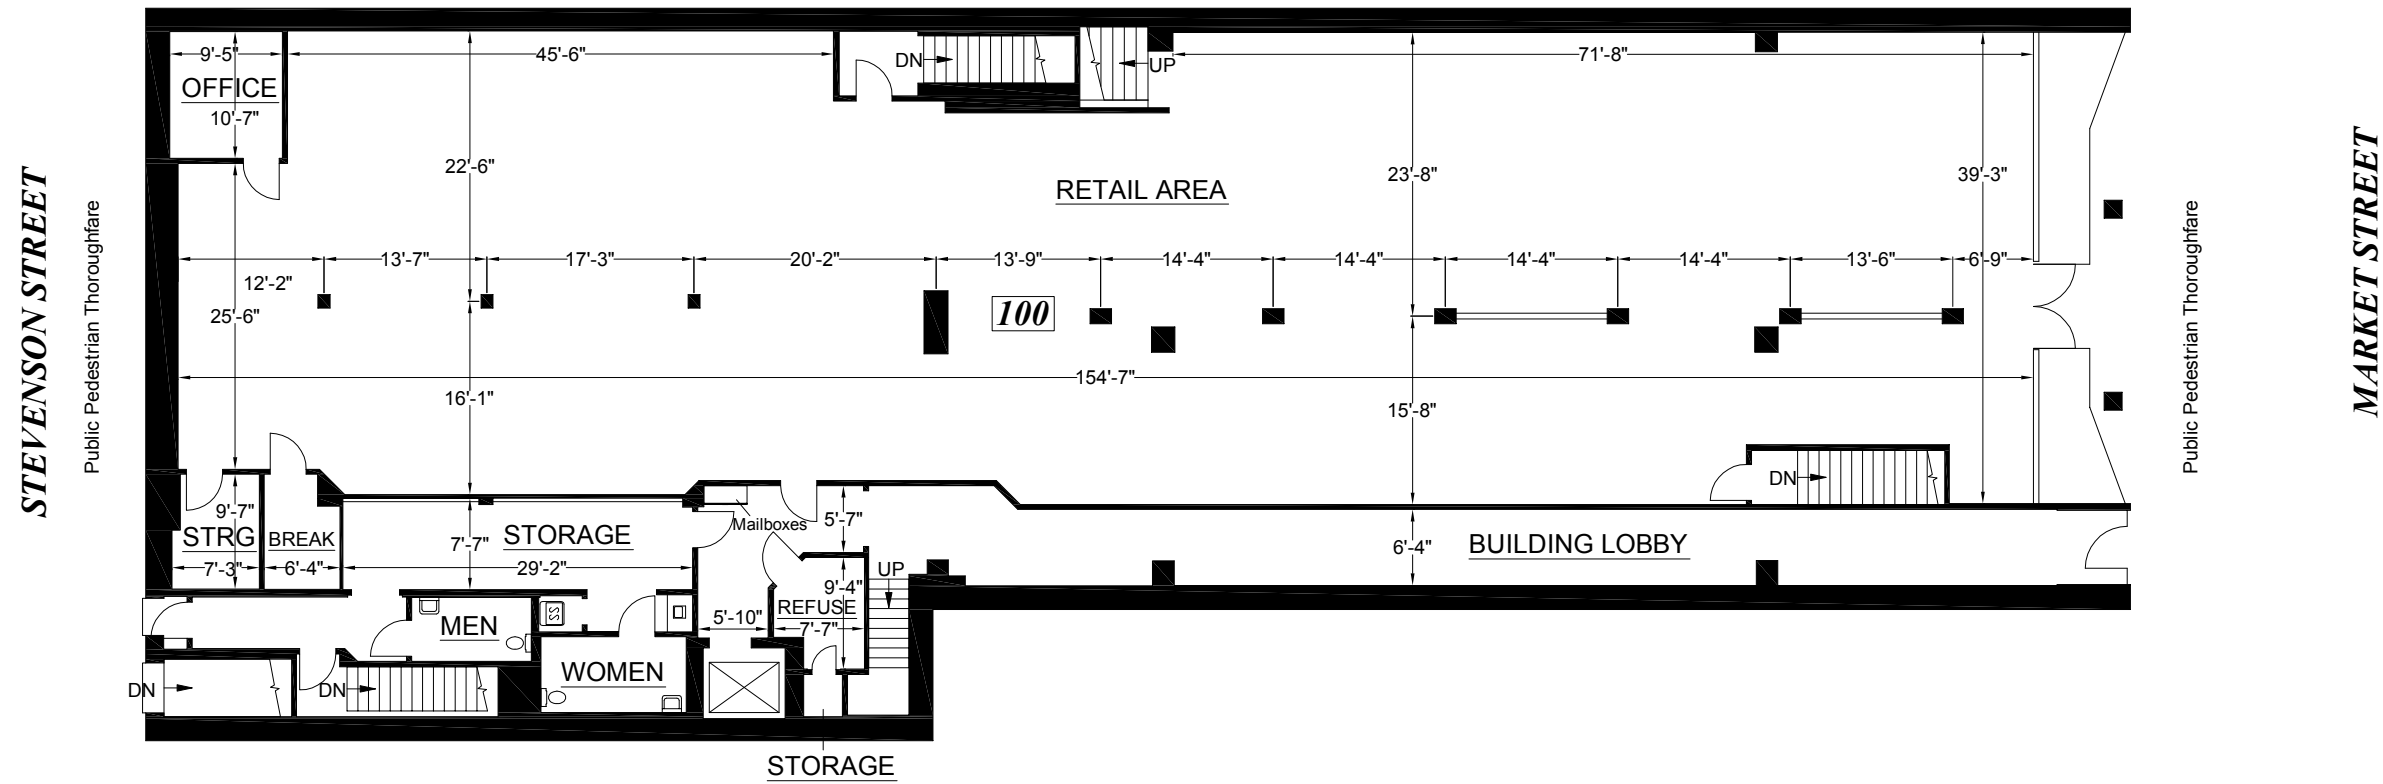 9'-5"
45'-6"
DN
UP
71'-8"
OFFICE
10'-7"
22'-6"
23'-8"
39'-3"
RETAIL AREA
STEVENSON STREET
Public Pedestrian Thoroughfare
Public Pedestrian Thoroughfare
MARKET STREET
12'-2"
13'-7"
17'-3"
20'-2"
13'-9"
14'-4"
14'-4"
14'-4"
14'-4"
13'-6"
6'-9"
25'-6"
100
154'-7"
16'-1"
15'-8"
DN
9'-7"
STRG
7'-3"
BREAK
6'-4"
7'-7"
STORAGE
29'-2"
Mailboxes
5'-7"
6'-4"
BUILDING LOBBY
UP
9'-4"
REFUSE
7'-7"
5'-10"
MEN
WOMEN
DN
DN
STORAGE